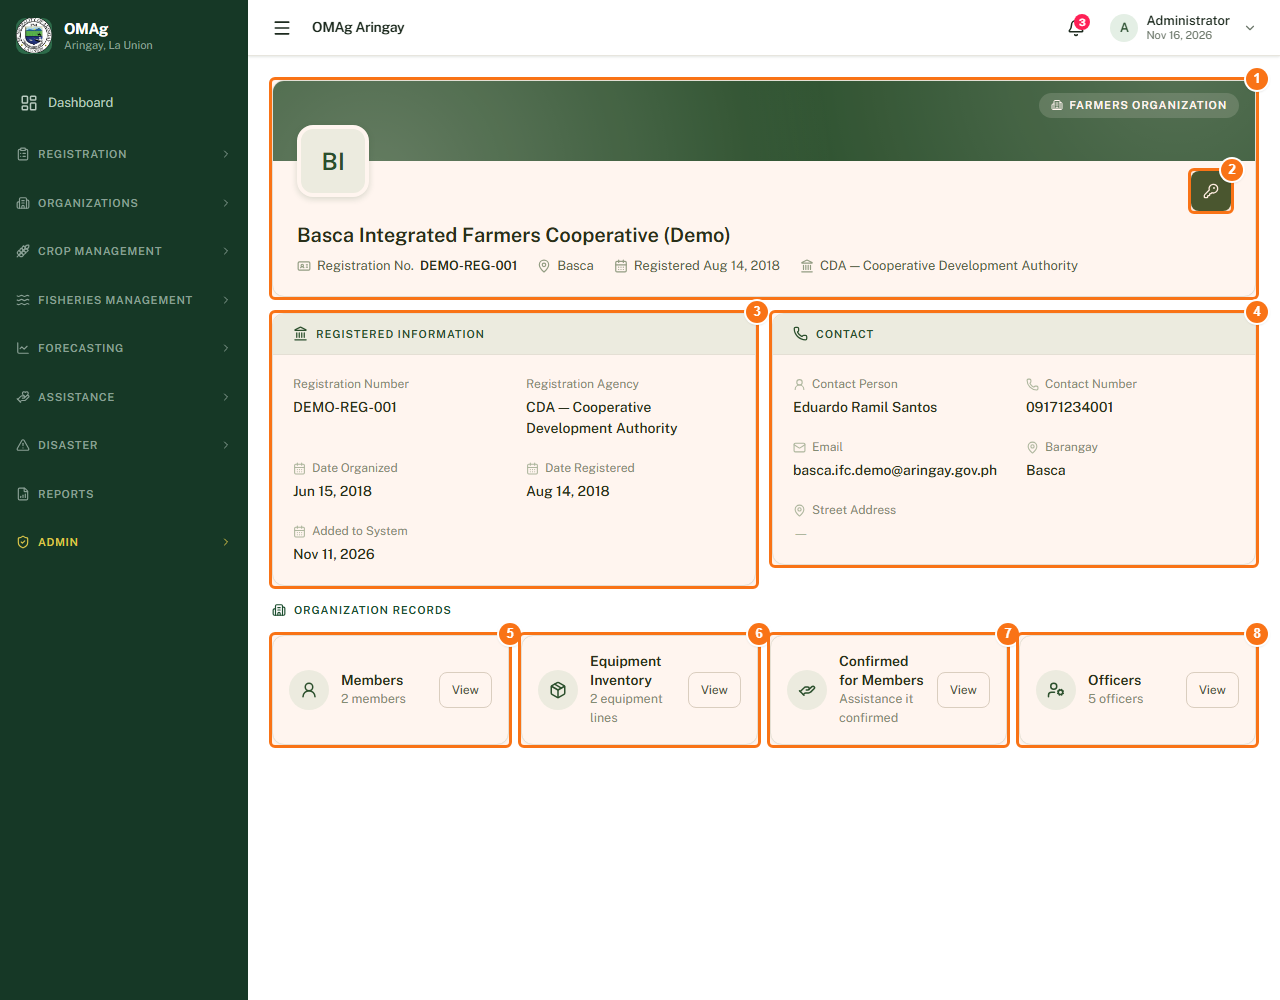 OMAg
Aringay, La Union
Dashboard
REGISTRATION
ORGANIZATIONS
CROP MANAGEMENT
FISHERIES MANAGEMENT
FORECASTING
ASSISTANCE
DISASTER
REPORTS
ADMIN
OMAg Aringay
3
A
Administrator
Nov 16, 2026
1
FARMERS ORGANIZATION
BI
2
Basca Integrated Farmers Cooperative (Demo)
Registration No. DEMO-REG-001
Basca
Registered Aug 14, 2018
CDA — Cooperative Development Authority
3
REGISTERED INFORMATION
Registration Number
DEMO-REG-001
Registration Agency
CDA — Cooperative
Development Authority
Date Organized
Jun 15, 2018
Date Registered
Aug 14, 2018
Added to System
Nov 11, 2026
4
CONTACT
Contact Person
Eduardo Ramil Santos
Contact Number
09171234001
Email
basca.ifc.demo@aringay.gov.ph
Barangay
Basca
Street Address
—
ORGANIZATION RECORDS
5
Members
2 members
View
6
Equipment
Inventory
2 equipment
lines
View
7
Confirmed
for Members
Assistance it
confirmed
View
8
Officers
5 officers
View